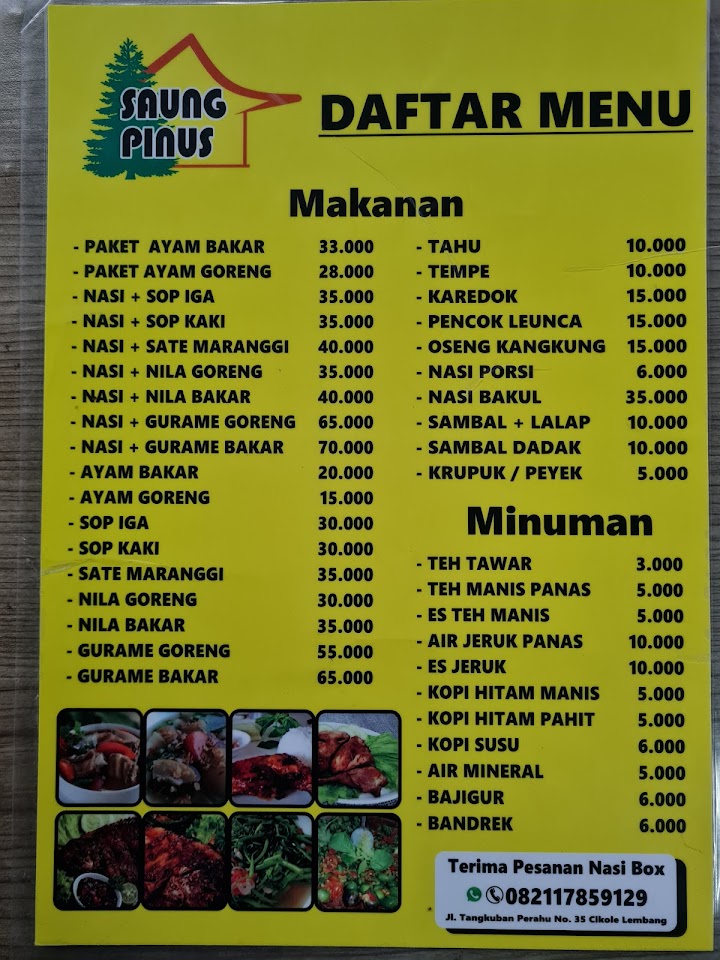 SAUNG
PINUS
DAFTAR MENU
Makanan
- PAKET AYAM BAKAR 33.000
- PAKET AYAM GORENG 28.000
- NASI + SOP IGA 35.000
- NASI + SOP KAKI 35.000
- NASI + SATE MARANGGI 40.000
- NASI + NILA GORENG 35.000
- NASI + NILA BAKAR 40.000
- NASI + GURAME GORENG 65.000
- NASI + GURAME BAKAR 70.000
- AYAM BAKAR 20.000
- AYAM GORENG 15.000
- SOP IGA 30.000
- SOP KAKI 30.000
- SATE MARANGGI 35.000
- NILA GORENG 30.000
- NILA BAKAR 35.000
- GURAME GORENG 55.000
- GURAME BAKAR 65.000
- TAHU 10.000
- TEMPE 10.000
- KAREDOK 15.000
- PENCOK LEUNCA 15.000
- OSENG KANGKUNG 15.000
- NASI PORSI 6.000
- NASI BAKUL 35.000
- SAMBAL + LALAP 10.000
- SAMBAL DADAK 10.000
- KRUPUK / PEYEK 5.000
Minuman
- TEH TAWAR 3.000
- TEH MANIS PANAS 5.000
- ES TEH MANIS 5.000
- AIR JERUK PANAS 10.000
- ES JERUK 10.000
- KOPI HITAM MANIS 5.000
- KOPI HITAM PAHIT 5.000
- KOPI SUSU 6.000
- AIR MINERAL 5.000
- BAJIGUR 6.000
- BANDREK 6.000
Terima Pesanan Nasi Box
082117859129
Jl. Tangkuban Perahu No. 35 Cikole Lembang